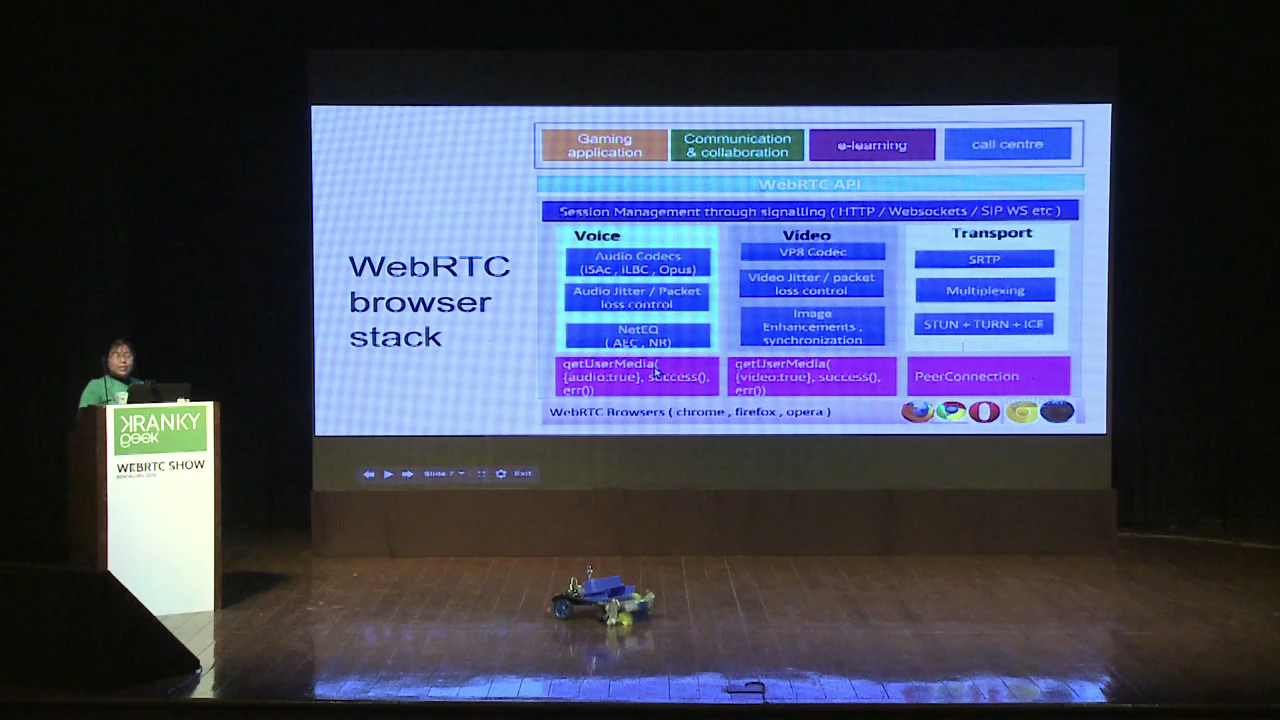 Gaming
application
Communication
& collaboration
e-learning
call centre
WebRTC API
Session Management through signalling ( HTTP / Websockets / SIP WS etc )
WebRTC
browser
stack
Voice
Audio Codecs
(iSAc , iLBC , Opus)
Audio Jitter / Packet
loss control
NetEQ
( AEC , NR)
getUserMedia(
{audio:true}, success(),
err())
Video
VP8 Codec
Video Jitter / packet
loss control
Image
Enhancements ,
synchronization
getUserMedia(
{video:true}, success(),
err())
Transport
SRTP
Multiplexing
STUN + TURN + ICE
PeerConnection
WebRTC Browsers ( chrome , firefox , opera )
Slide 7
Exit
KRANKY
geek
WEBRTC SHOW